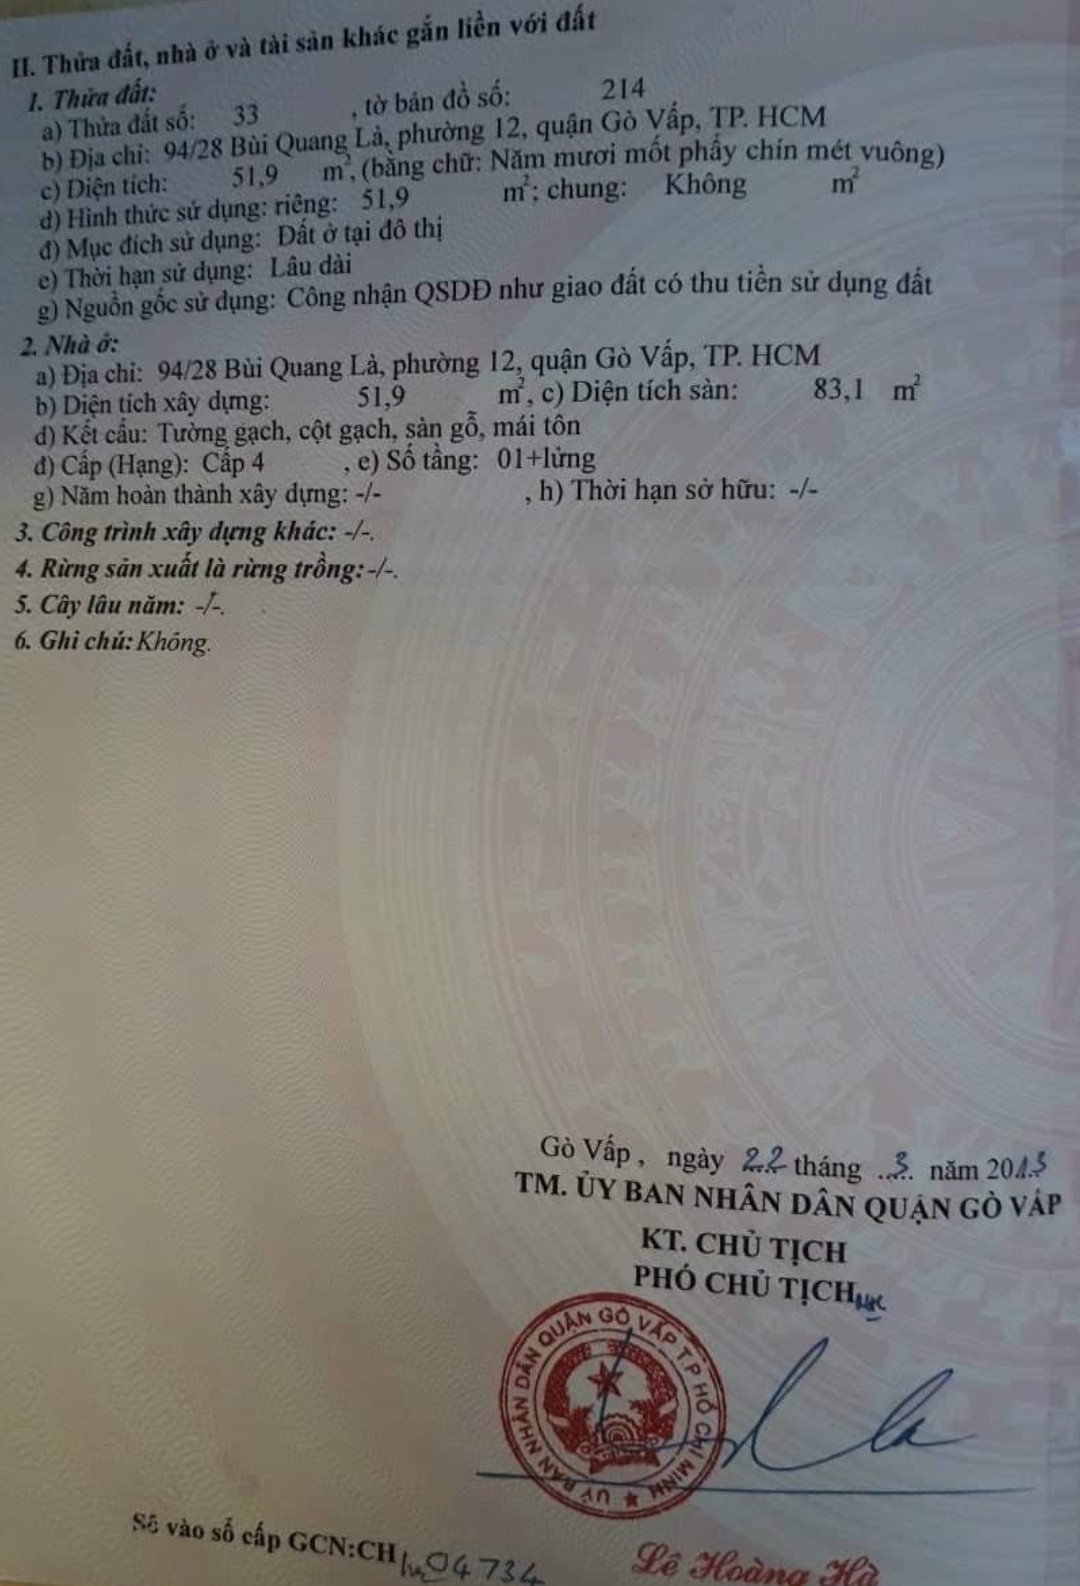 II. Thửa đất, nhà ở và tài sản khác gắn liền với đất
1. Thửa đất:
a) Thửa đất số: 33 , tờ bản đồ số: 214
b) Địa chỉ: 94/28 Bùi Quang Là, phường 12, quận Gò Vấp, TP. HCM
c) Diện tích: 51,9 m², (bằng chữ: Năm mươi mốt phẩy chín mét vuông)
d) Hình thức sử dụng: riêng: 51,9 m²; chung: Không m²
đ) Mục đích sử dụng: Đất ở tại đô thị
e) Thời hạn sử dụng: Lâu dài
g) Nguồn gốc sử dụng: Công nhận QSDĐ như giao đất có thu tiền sử dụng đất
2. Nhà ở:
a) Địa chỉ: 94/28 Bùi Quang Là, phường 12, quận Gò Vấp, TP. HCM
b) Diện tích xây dựng: 51,9 m², c) Diện tích sàn: 83,1 m²
d) Kết cấu: Tường gạch, cột gạch, sàn gỗ, mái tôn
đ) Cấp (Hạng): Cấp 4 , e) Số tầng: 01+lửng
g) Năm hoàn thành xây dựng: -/- , h) Thời hạn sở hữu: -/-
3. Công trình xây dựng khác: -/-.
4. Rừng sản xuất là rừng trồng: -/-.
5. Cây lâu năm: -/-.
6. Ghi chú: Không.
Gò Vấp, ngày 22 tháng 3 năm 2013
TM. ỦY BAN NHÂN DÂN QUẬN GÒ VẤP
KT. CHỦ TỊCH
PHÓ CHỦ TỊCH
ỦY BAN NHÂN DÂN QUẬN GÒ VẤP T.P HỒ CHÍ MINH
Số vào sổ cấp GCN:CH 04734
Lê Hoàng Hà